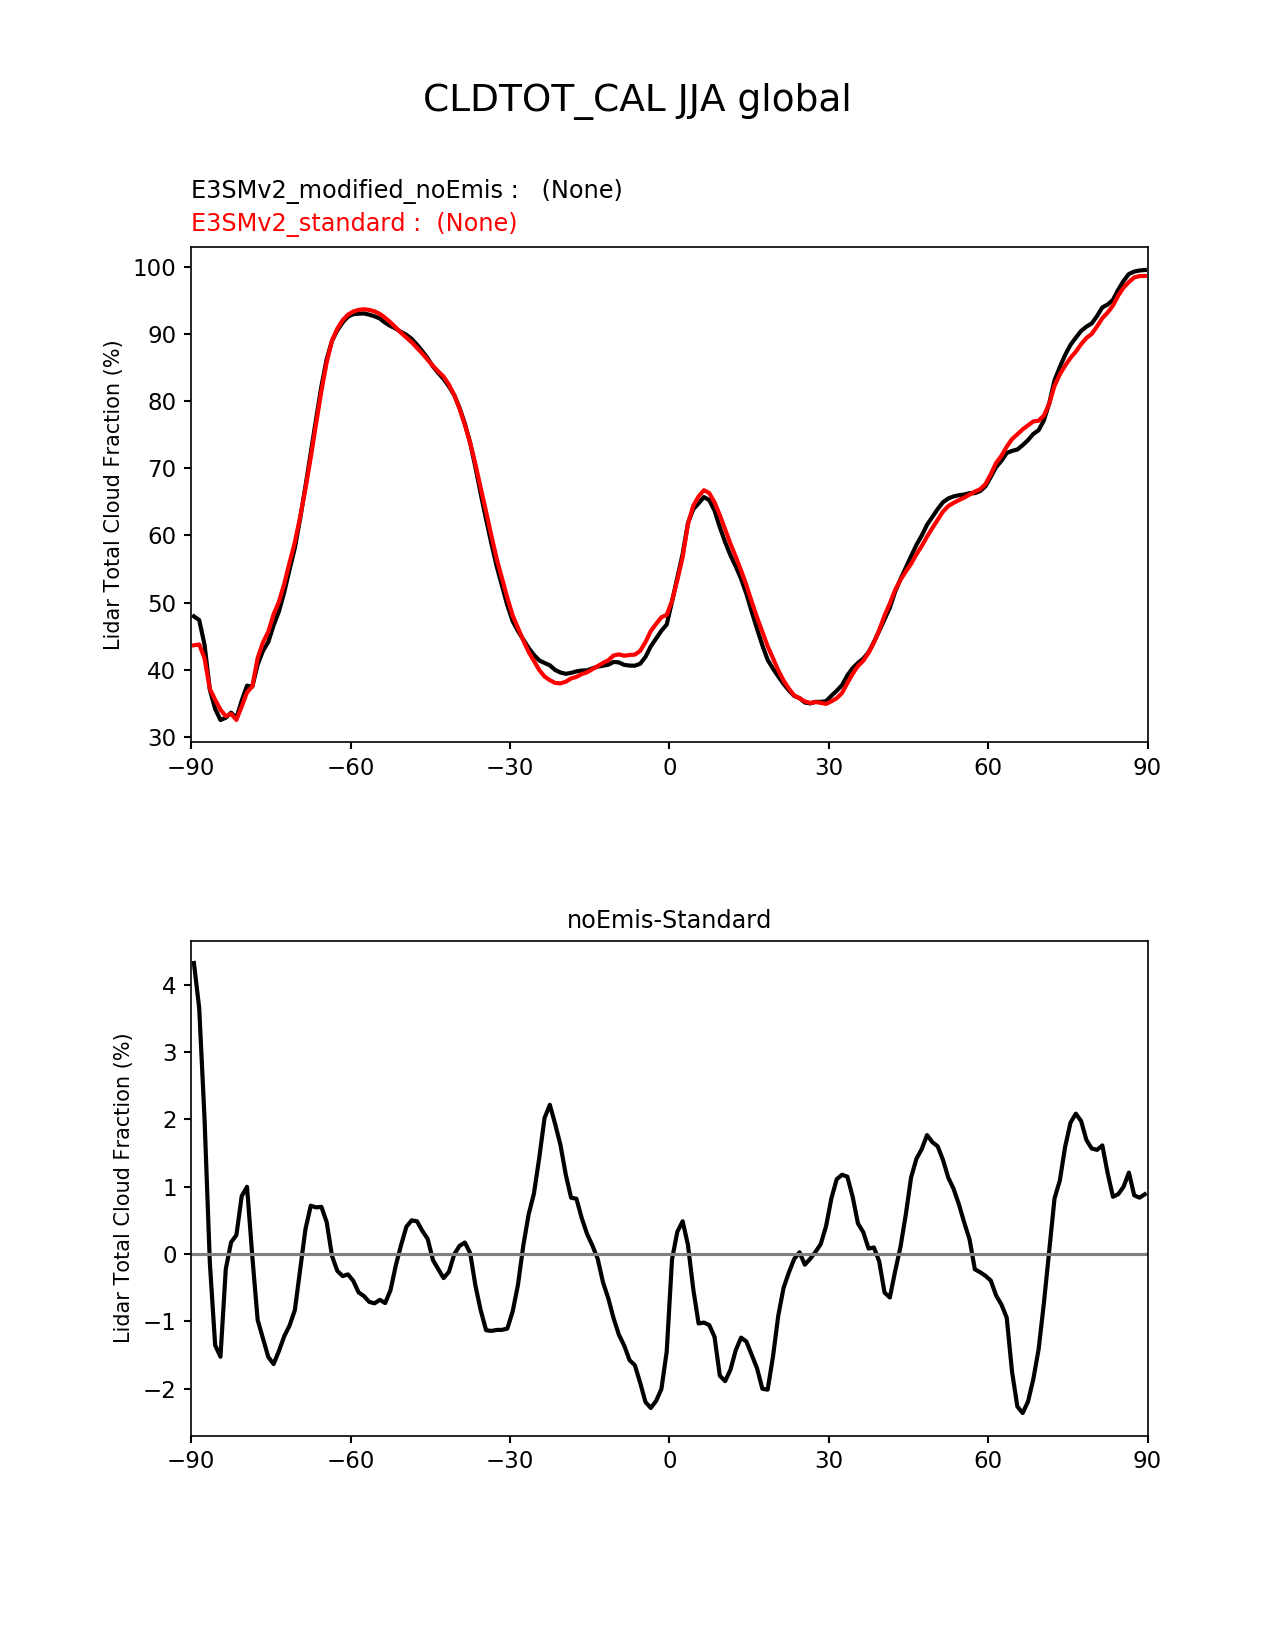 CLDTOT_CAL JJA global
E3SMv2_modified_noEmis :   (None)
E3SMv2_standard :  (None)
Lidar Total Cloud Fraction (%)
100
90
80
70
60
50
40
30
−90 −60 −30 0 30 60 90
noEmis-Standard
Lidar Total Cloud Fraction (%)
4
3
2
1
0
−1
−2
−90 −60 −30 0 30 60 90